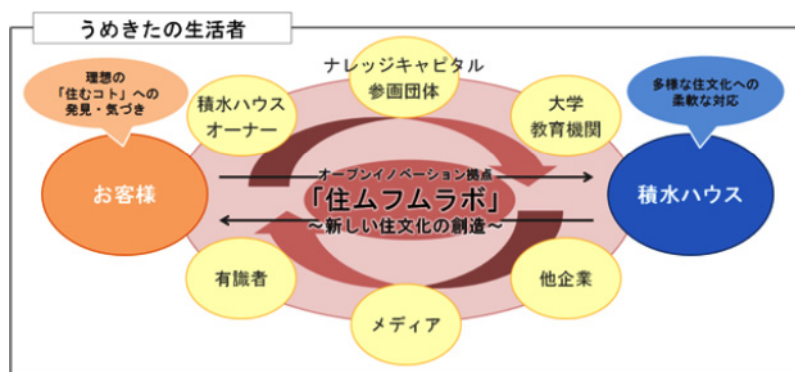 うめきたの生活者
理想の
「住むコト」への
発見・気づき
お客様
積水ハウス
オーナー
ナレッジキャピタル
参画団体
大学
教育機関
多様な住文化への
柔軟な対応
積水ハウス
オープンイノベーション拠点
「住ムフムラボ」
～新しい住文化の創造～
有識者
メディア
他企業